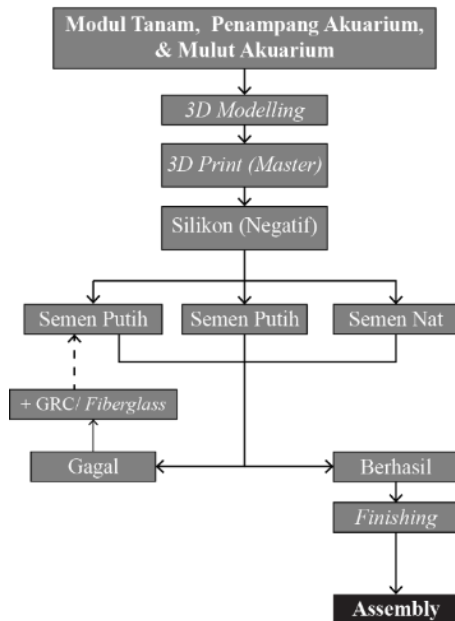 Modul Tanam, Penampang Akuarium,
& Mulut Akuarium
3D Modelling
3D Print (Master)
Silikon (Negatif)
Semen Putih
Semen Putih
Semen Nat
+ GRC/ Fiberglass
Gagal
Berhasil
Finishing
Assembly